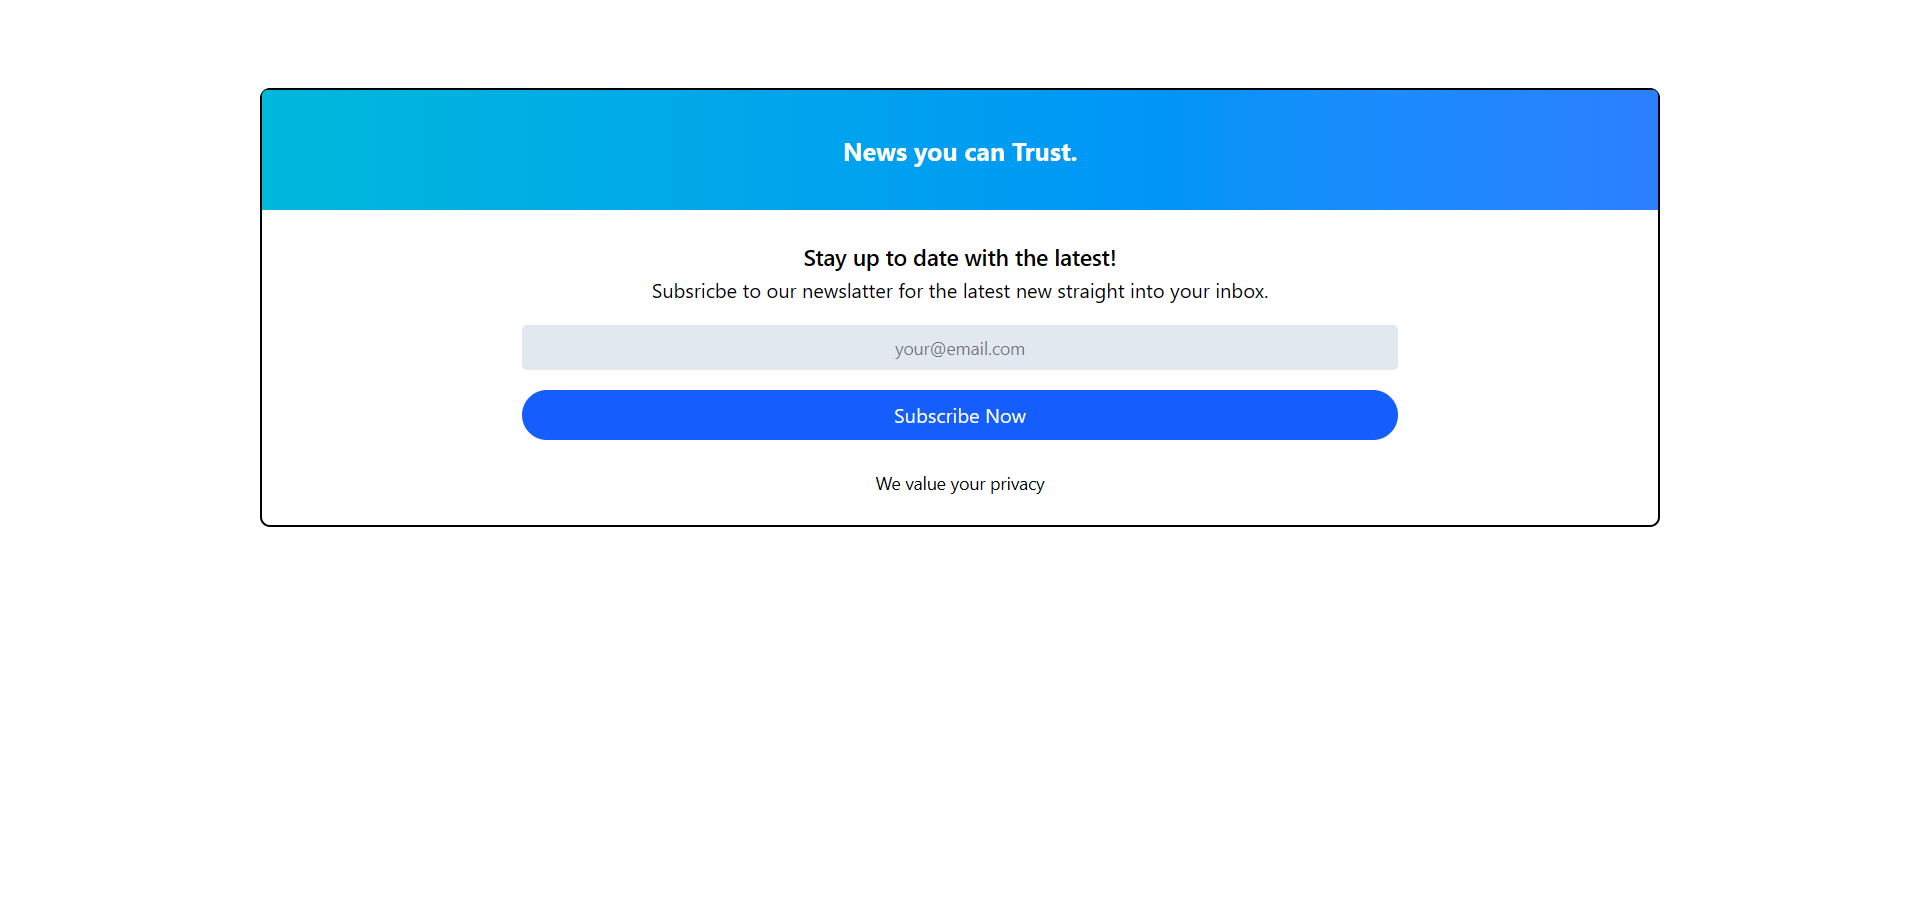 News you can Trust.
Stay up to date with the latest!
Subsricbe to our newslatter for the latest new straight into your inbox.
your@email.com
Subscribe Now
We value your privacy